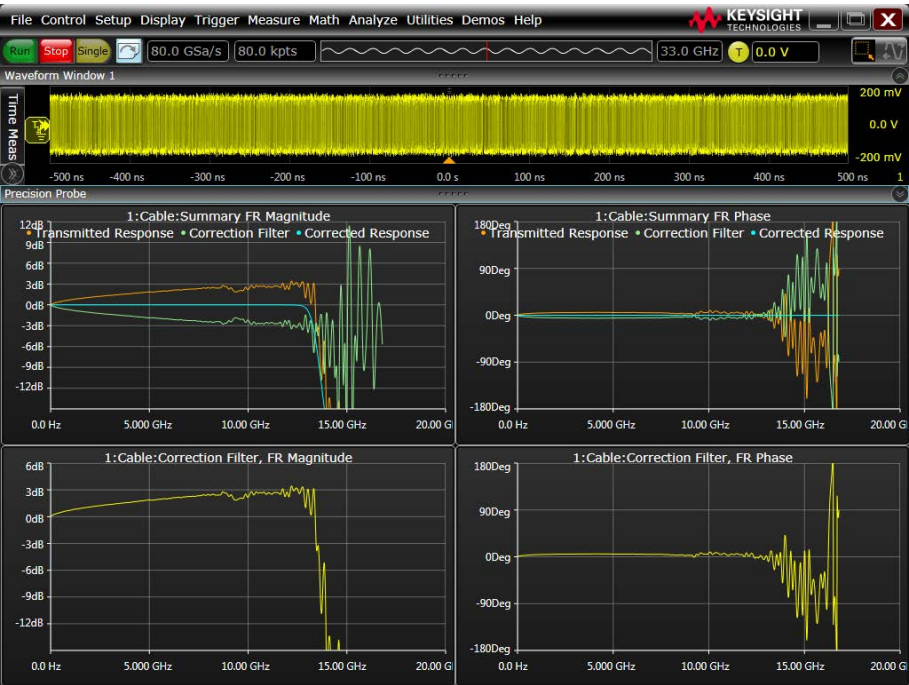 File Control Setup Display Trigger Measure Math Analyze Utilities Demos Help
KEYSIGHT
TECHNOLOGIES
X
Run Stop Single 80.0 GSa/s 80.0 kpts 33.0 GHz T 0.0 V
Waveform Window 1
Time Meas
200 mV
0.0 V
-200 mV
-500 ns -400 ns -300 ns -200 ns -100 ns 0.0 s 100 ns 200 ns 300 ns 400 ns 500 ns 1
Precision Probe
1:Cable:Summary FR Magnitude
Transmitted Response • Correction Filter • Corrected Response
12dB
9dB
6dB
3dB
0dB
-3dB
-6dB
-9dB
-12dB
0.0 Hz 5.000 GHz 10.00 GHz 15.00 GHz 20.00 G
1:Cable:Summary FR Phase
Transmitted Response • Correction Filter • Corrected Response
180Deg
90Deg
0Deg
-90Deg
-180Deg
0.0 Hz 5.000 GHz 10.00 GHz 15.00 GHz 20.00 G
1:Cable:Correction Filter, FR Magnitude
6dB
3dB
0dB
-3dB
-6dB
-9dB
-12dB
0.0 Hz 5.000 GHz 10.00 GHz 15.00 GHz 20.00 G
1:Cable:Correction Filter, FR Phase
180Deg
90Deg
0Deg
-90Deg
-180Deg
0.0 Hz 5.000 GHz 10.00 GHz 15.00 GHz 20.00 G